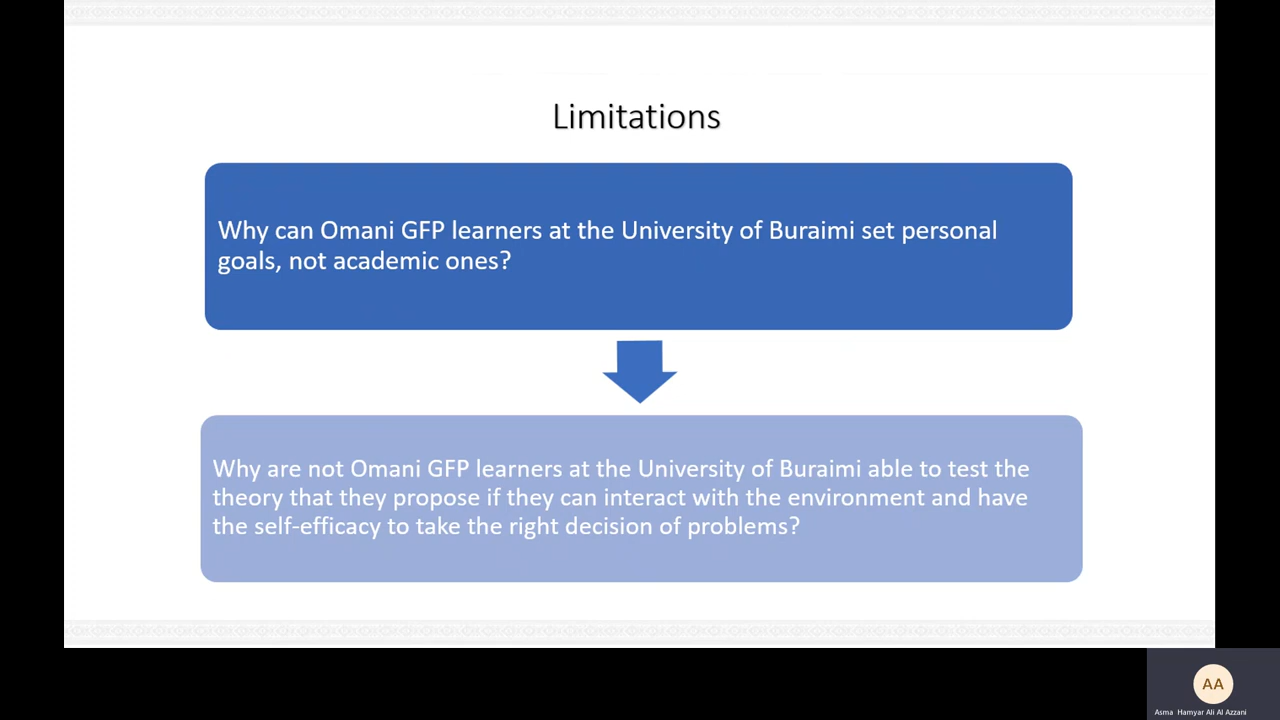 Limitations
Why can Omani GFP learners at the University of Buraimi set personal
goals, not academic ones?
Why are not Omani GFP learners at the University of Buraimi able to test the
theory that they propose if they can interact with the environment and have
the self-efficacy to take the right decision of problems?
AA
Asma Hamyar Ali Al Azzani